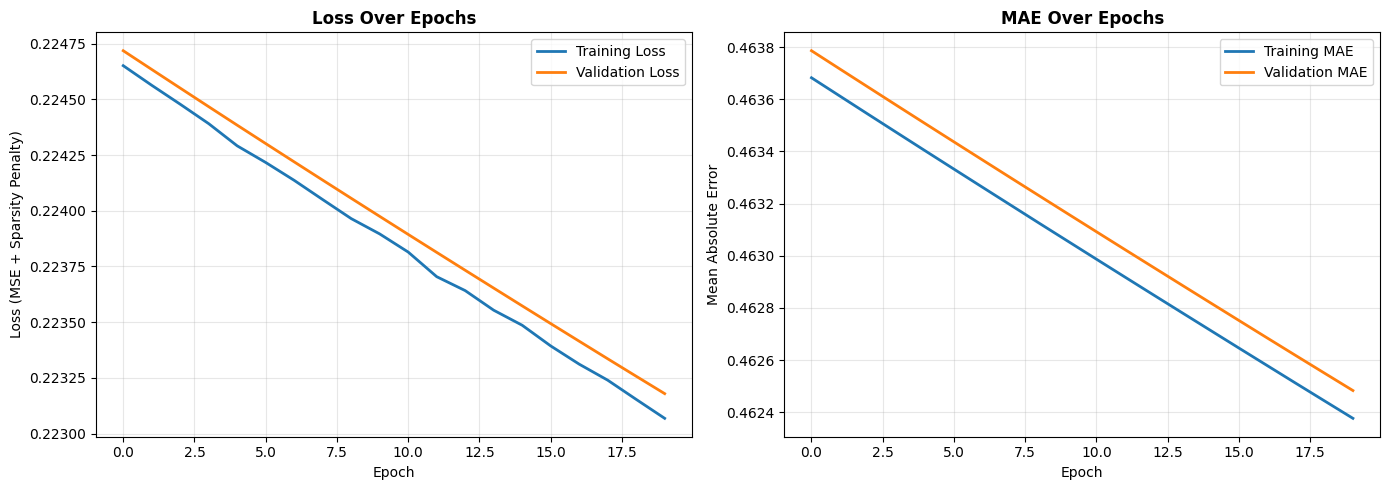 Loss Over Epochs
Loss (MSE + Sparsity Penalty)
0.22475
0.22450
0.22425
0.22400
0.22375
0.22350
0.22325
0.22300
Training Loss
Validation Loss
0.0 2.5 5.0 7.5 10.0 12.5 15.0 17.5
Epoch
MAE Over Epochs
Mean Absolute Error
0.4638
0.4636
0.4634
0.4632
0.4630
0.4628
0.4626
0.4624
Training MAE
Validation MAE
0.0 2.5 5.0 7.5 10.0 12.5 15.0 17.5
Epoch